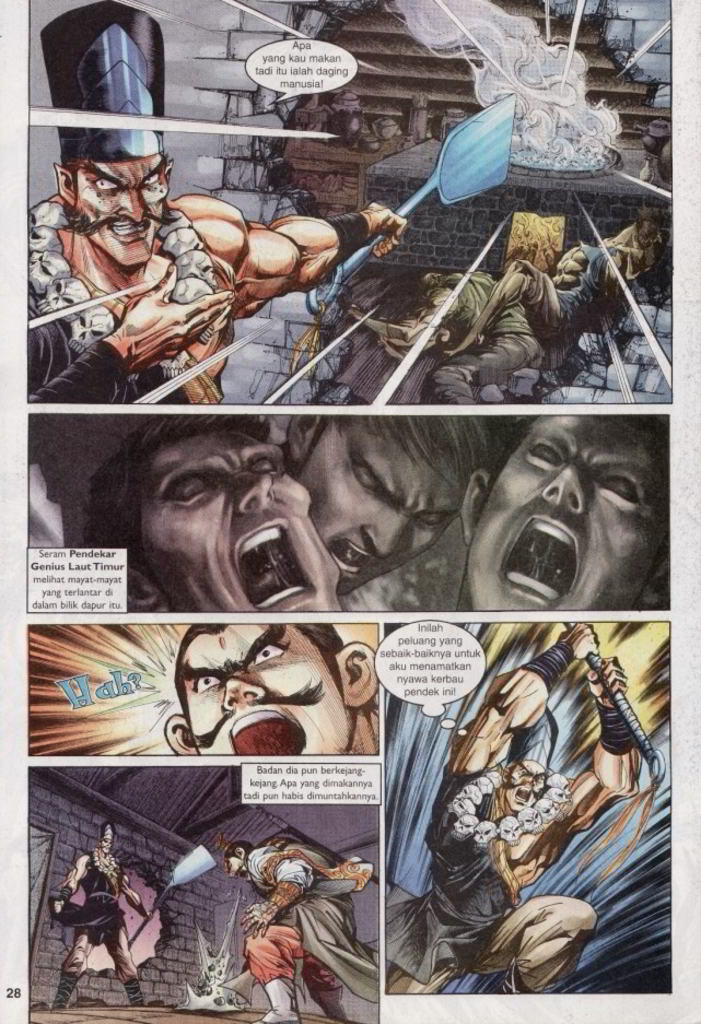 Apa
yang kau makan
tadi itu ialah daging
manusia!
Seram Pendekar
Genius Laut Timur
melihat mayat-mayat
yang terlantar di
dalam bilik dapur itu.
Hah?
Inilah
peluang yang
sebaik-baiknya untuk
aku menamatkan
nyawa kerbau
pendek ini!
Badan dia pun berkejang-
kejang. Apa yang dimakannya
tadi pun habis dimuntahkannya.
28